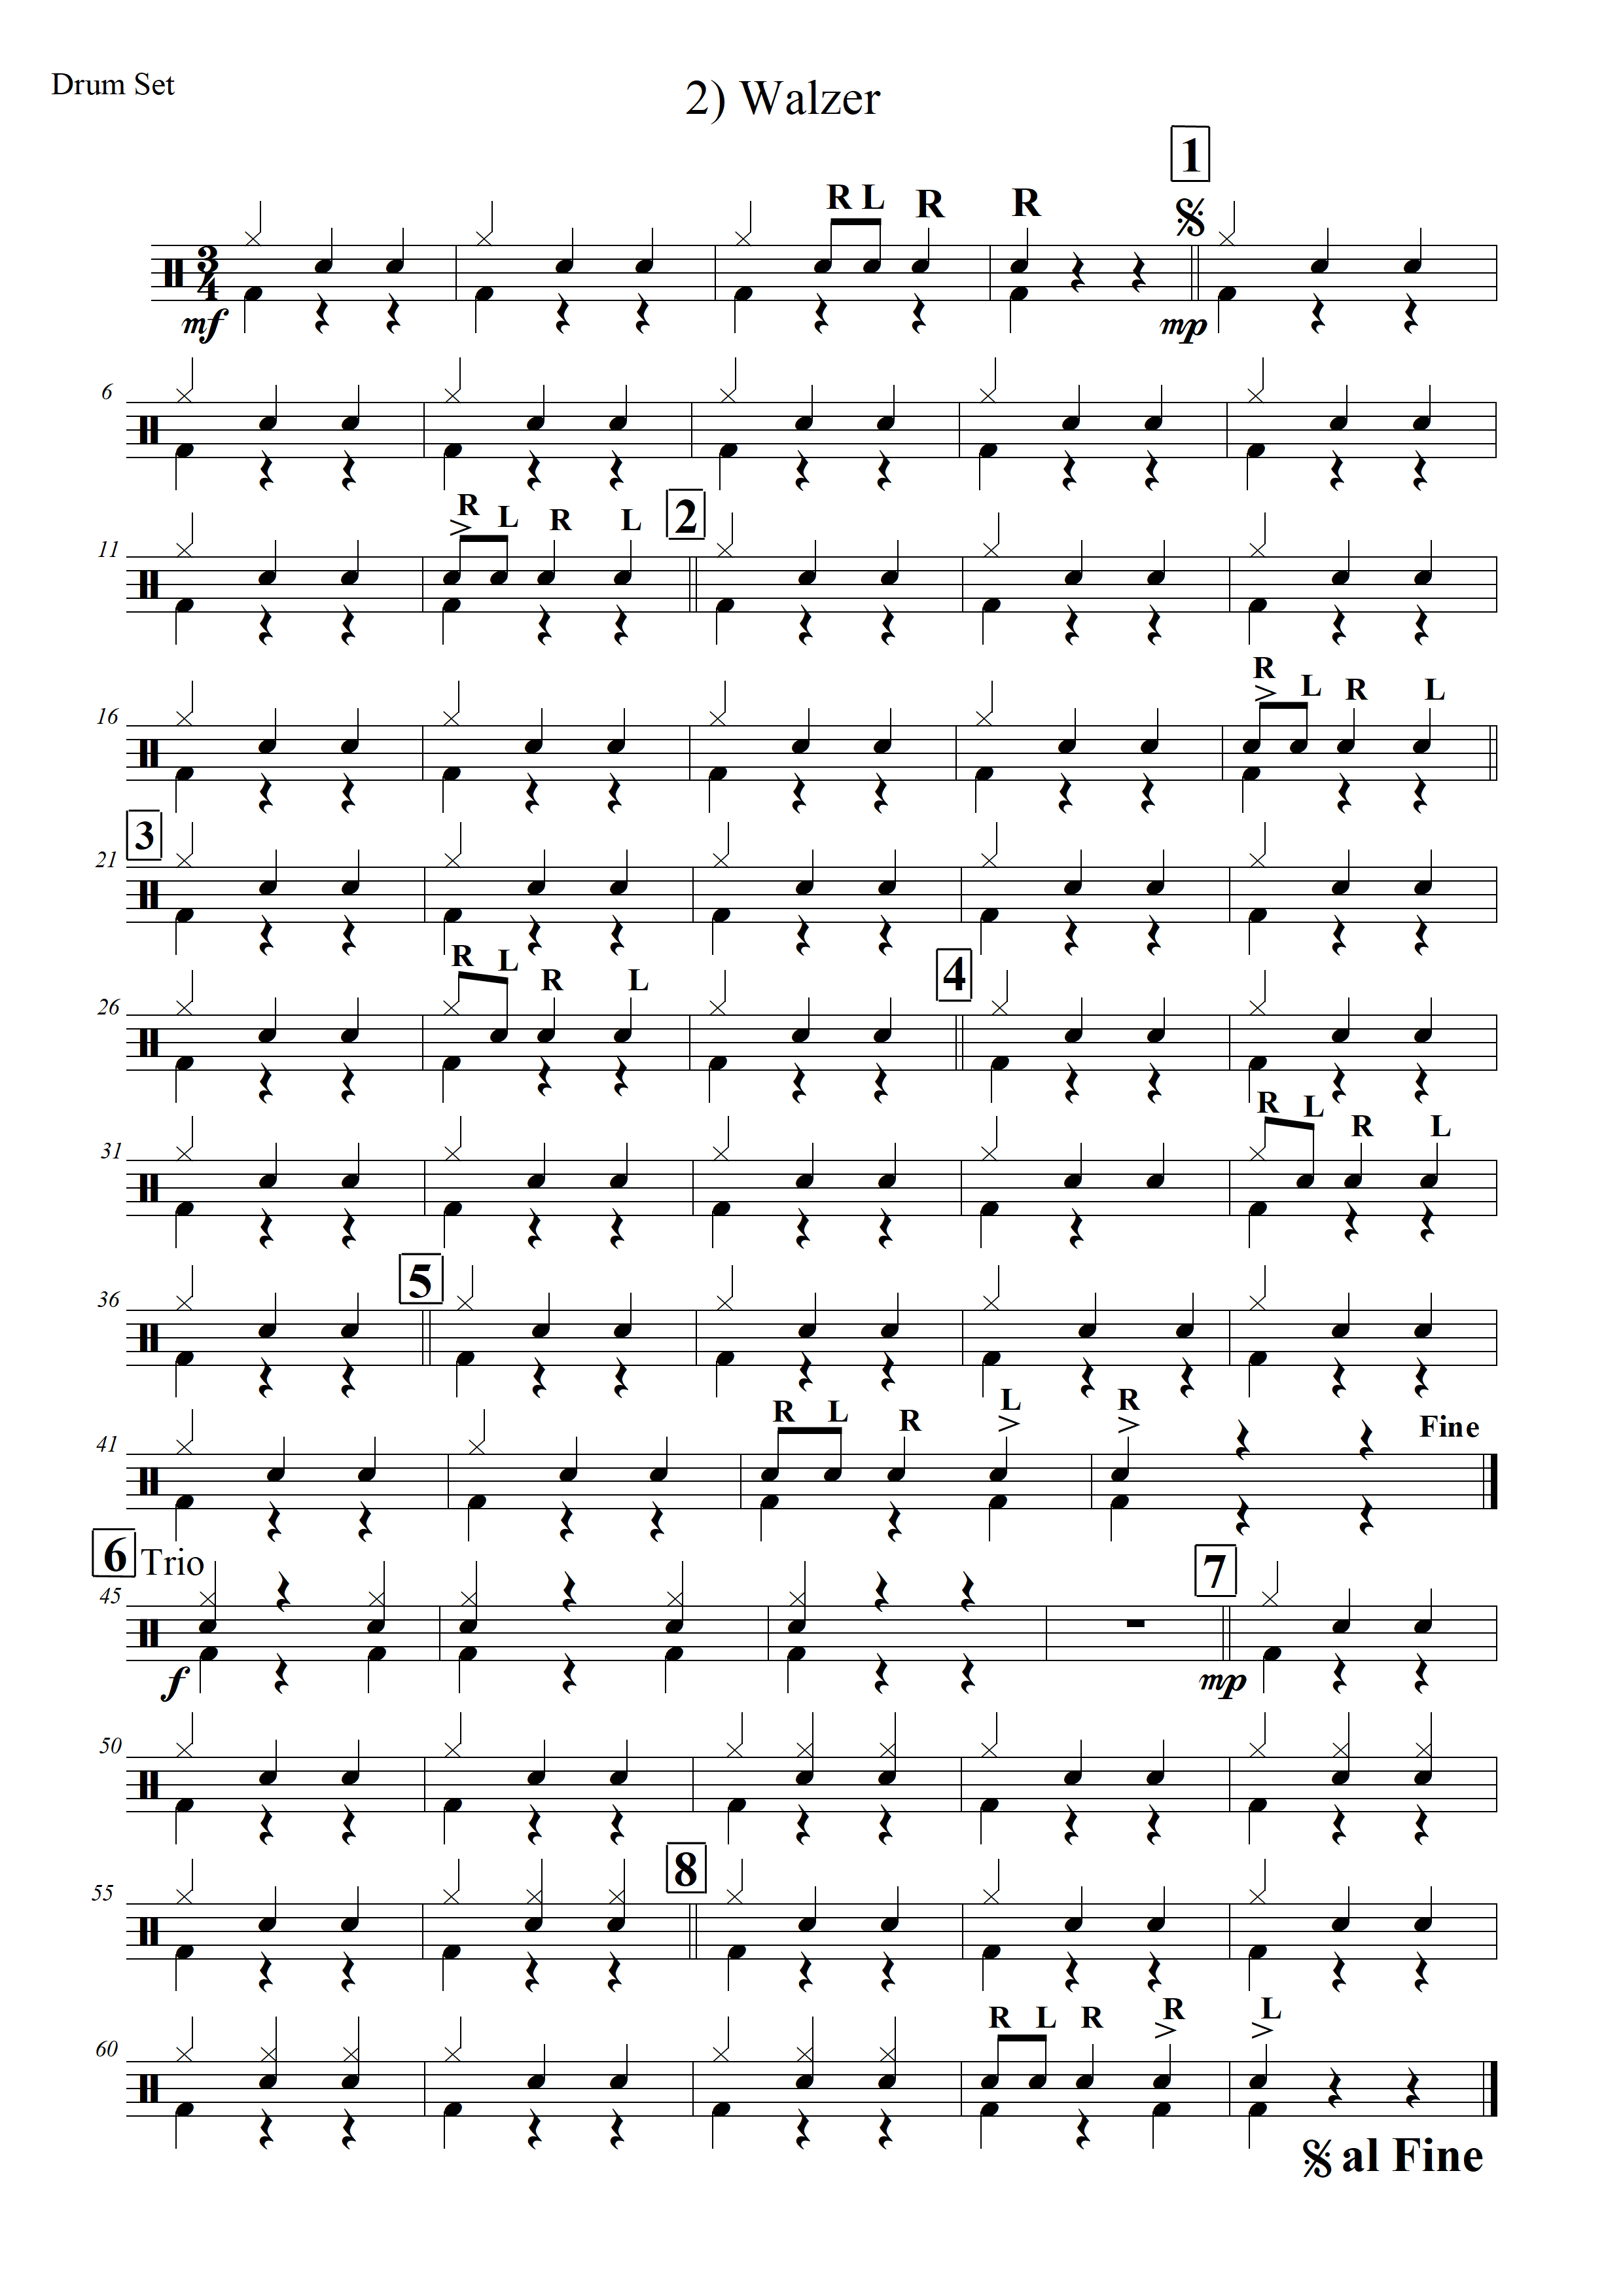 Drum Set
2) Walzer
1
R L R R
3
4
mf
mp
6
R L R L
2
11
R L R L
16
3
21
R L R L
4
26
R L R L
31
5
36
R L R L R
Fine
41
6 Trio
7
45
f
mp
50
8
55
R L R R L
60
al Fine